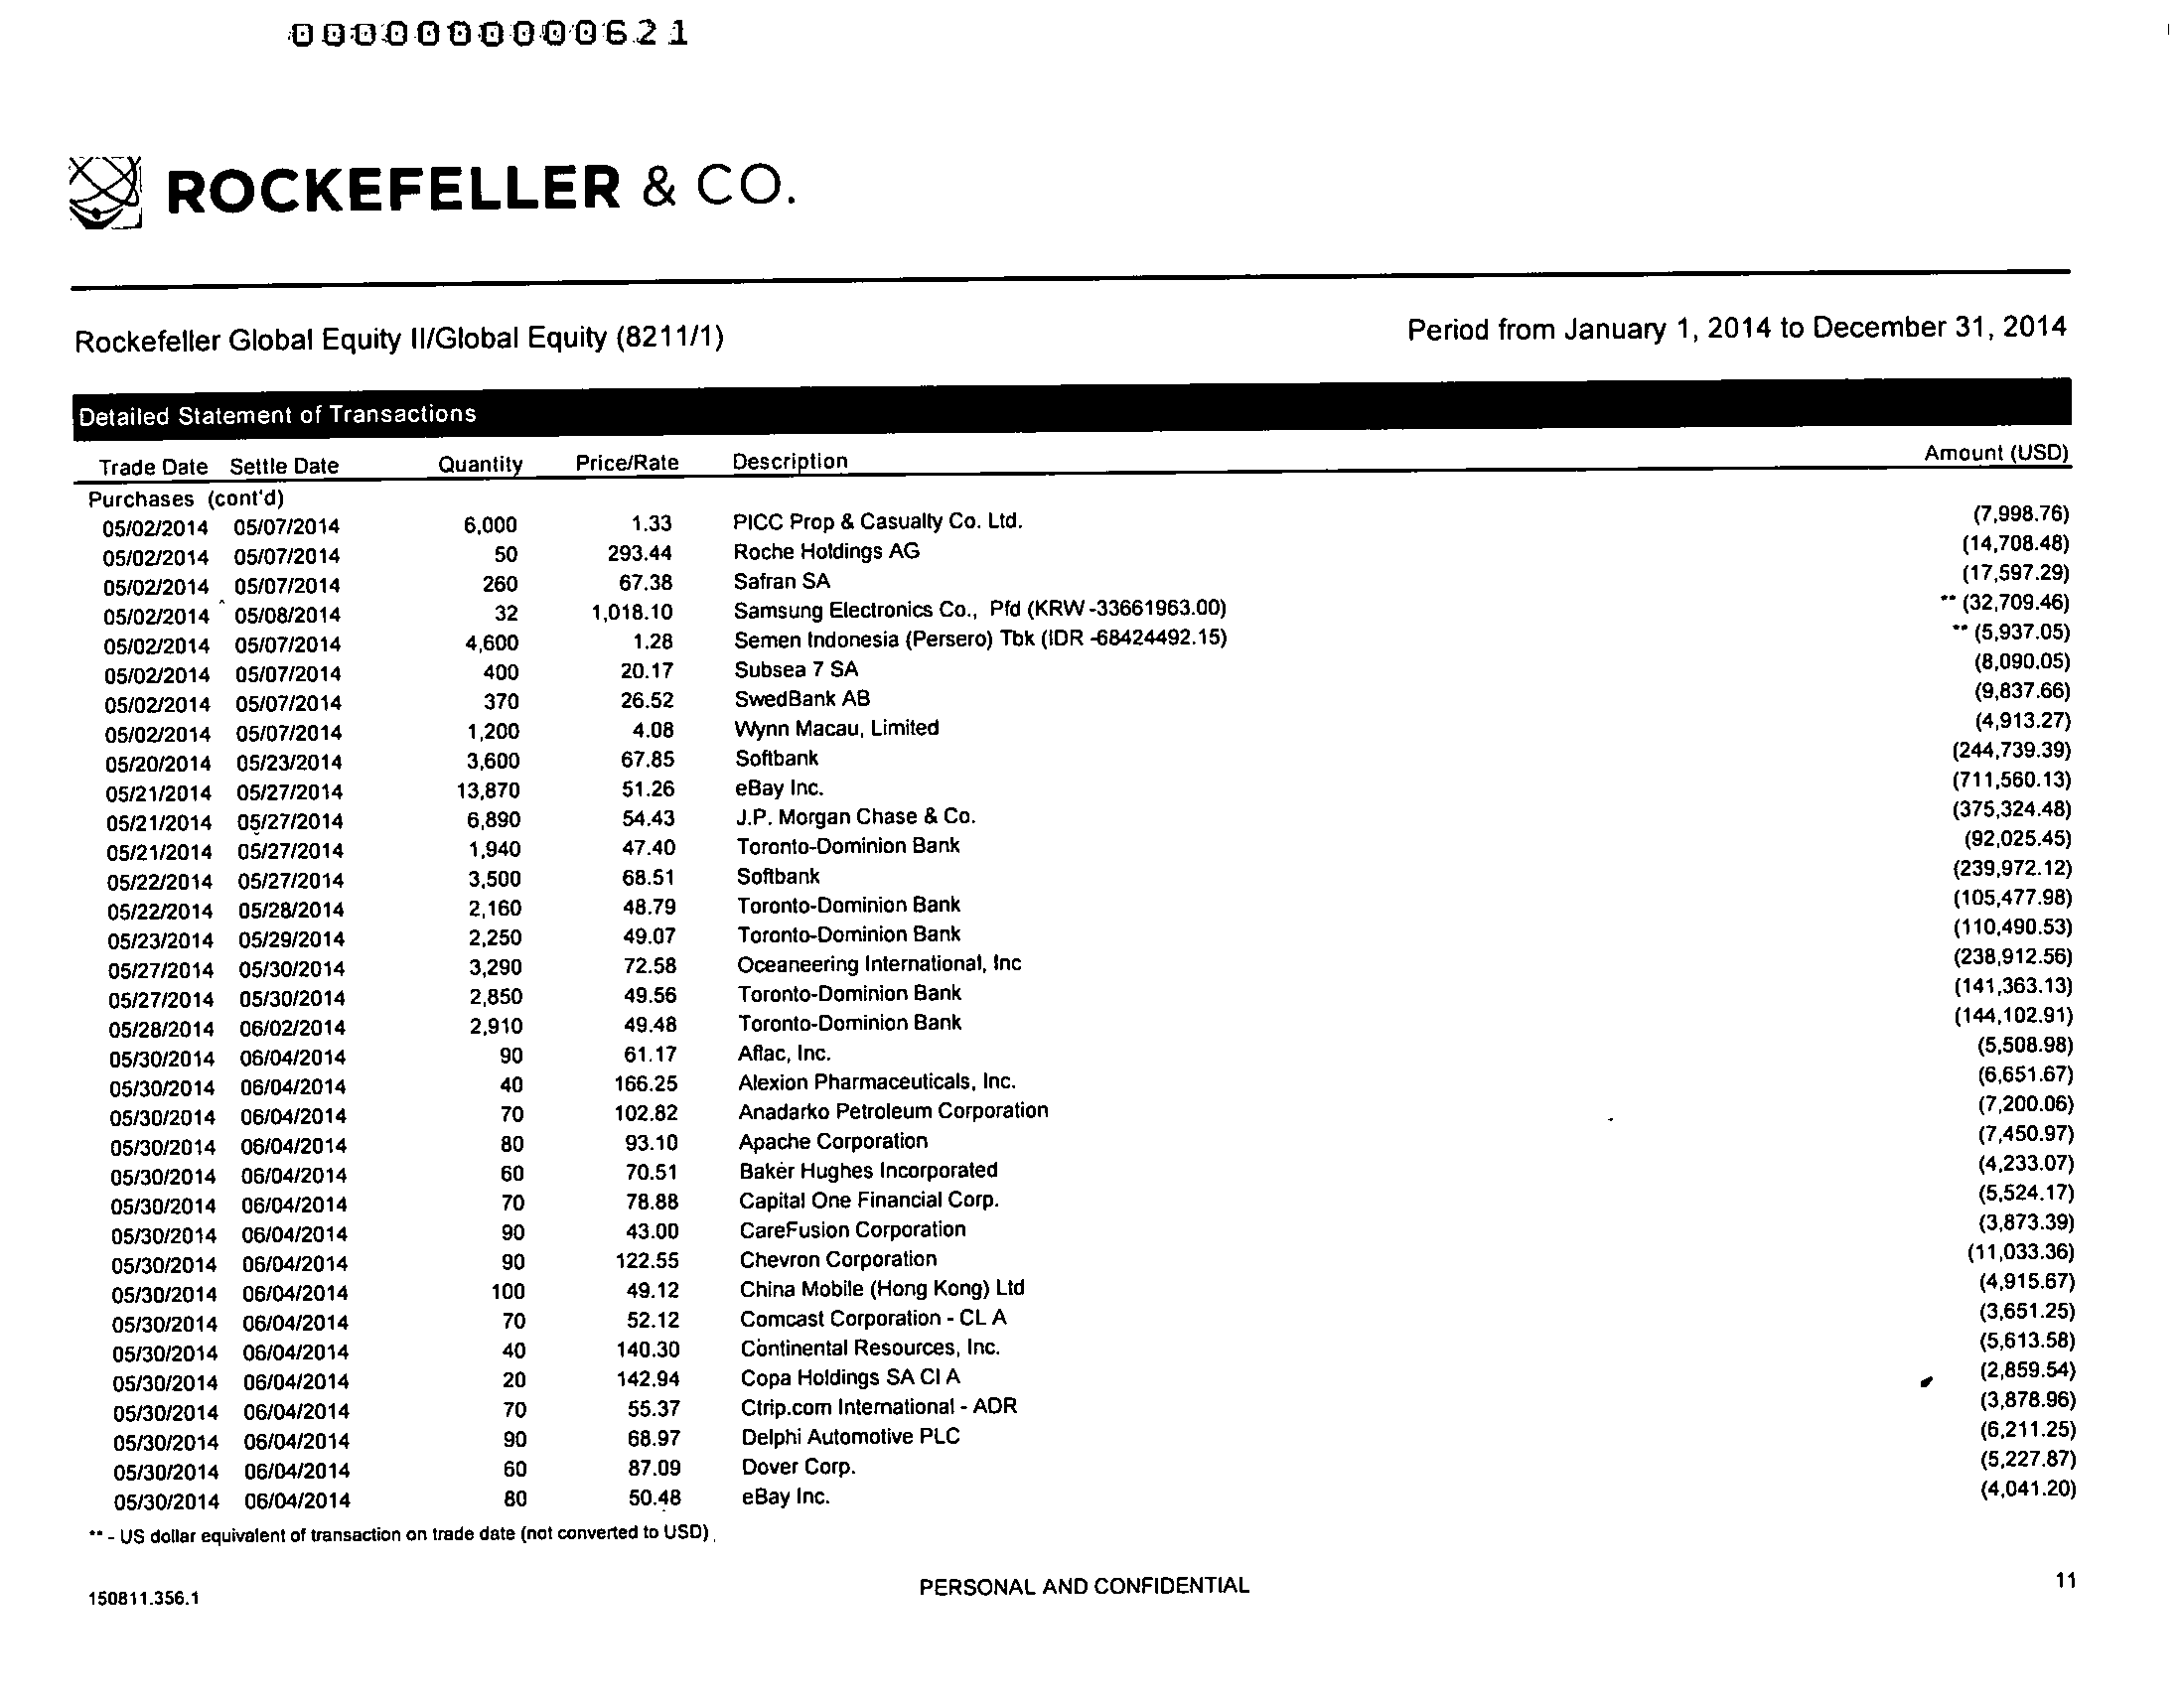 00000000000621
ROCKEFELLER & CO.
Rockefeller Global Equity II/Global Equity (8211/1) Period from January 1, 2014 to December 31, 2014
Detailed Statement of Transactions
Trade Date Settle Date Quantity Price/Rate Description Amount (USD)
Purchases (cont'd)
05/02/2014 05/07/2014 6,000 1.33 PICC Prop & Casualty Co. Ltd. (7,998.76)
05/02/2014 05/07/2014 50 293.44 Roche Holdings AG (14,708.48)
05/02/2014 05/07/2014 260 67.38 Safran SA (17,597.29)
05/02/2014 05/08/2014 32 1,018.10 Samsung Electronics Co., Pfd (KRW -33661963.00) ** (32,709.46)
05/02/2014 05/07/2014 4,600 1.28 Semen Indonesia (Persero) Tbk (IDR -68424492.15) ** (5,937.05)
05/02/2014 05/07/2014 400 20.17 Subsea 7 SA (8,090.05)
05/02/2014 05/07/2014 370 26.52 SwedBank AB (9,837.66)
05/02/2014 05/07/2014 1,200 4.08 Wynn Macau, Limited (4,913.27)
05/20/2014 05/23/2014 3,600 67.85 Softbank (244,739.39)
05/21/2014 05/27/2014 13,870 51.26 eBay Inc. (711,560.13)
05/21/2014 05/27/2014 6,890 54.43 J.P. Morgan Chase & Co. (375,324.48)
05/21/2014 05/27/2014 1,940 47.40 Toronto-Dominion Bank (92,025.45)
05/22/2014 05/27/2014 3,500 68.51 Softbank (239,972.12)
05/22/2014 05/28/2014 2,160 48.79 Toronto-Dominion Bank (105,477.98)
05/23/2014 05/29/2014 2,250 49.07 Toronto-Dominion Bank (110,490.53)
05/27/2014 05/30/2014 3,290 72.58 Oceaneering International, Inc (238,912.56)
05/27/2014 05/30/2014 2,850 49.56 Toronto-Dominion Bank (141,363.13)
05/28/2014 06/02/2014 2,910 49.48 Toronto-Dominion Bank (144,102.91)
05/30/2014 06/04/2014 90 61.17 Aflac, Inc. (5,508.98)
05/30/2014 06/04/2014 40 166.25 Alexion Pharmaceuticals, Inc. (6,651.67)
05/30/2014 06/04/2014 70 102.82 Anadarko Petroleum Corporation (7,200.06)
05/30/2014 06/04/2014 80 93.10 Apache Corporation (7,450.97)
05/30/2014 06/04/2014 60 70.51 Baker Hughes Incorporated (4,233.07)
05/30/2014 06/04/2014 70 78.88 Capital One Financial Corp. (5,524.17)
05/30/2014 06/04/2014 90 43.00 CareFusion Corporation (3,873.39)
05/30/2014 06/04/2014 90 122.55 Chevron Corporation (11,033.36)
05/30/2014 06/04/2014 100 49.12 China Mobile (Hong Kong) Ltd (4,915.67)
05/30/2014 06/04/2014 70 52.12 Comcast Corporation - CL A (3,651.25)
05/30/2014 06/04/2014 40 140.30 Continental Resources, Inc. (5,613.58)
05/30/2014 06/04/2014 20 142.94 Copa Holdings SA Cl A (2,859.54)
05/30/2014 06/04/2014 70 55.37 Ctrip.com International - ADR (3,878.96)
05/30/2014 06/04/2014 90 68.97 Delphi Automotive PLC (6,211.25)
05/30/2014 06/04/2014 60 87.09 Dover Corp. (5,227.87)
05/30/2014 06/04/2014 80 50.48 eBay Inc. (4,041.20)
** - US dollar equivalent of transaction on trade date (not converted to USD)
150811.356.1 PERSONAL AND CONFIDENTIAL 11